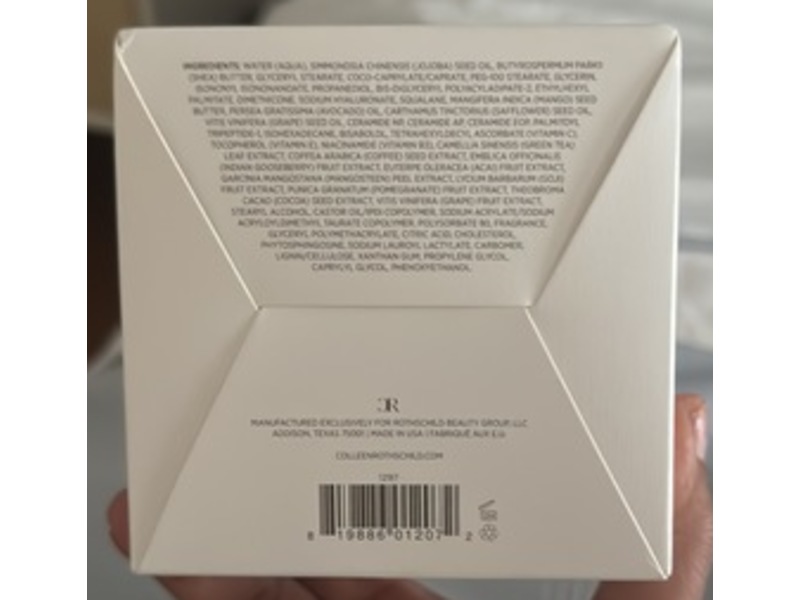 INGREDIENTS: WATER (AQUA), SIMMONDSIA CHINENSIS (JOJOBA) SEED OIL, BUTYROSPERMUM PARKII
(SHEA) BUTTER, GLYCERYL STEARATE, COCO-CAPRYLATE/CAPRATE, PEG-100 STEARATE, GLYCERIN,
ISONONYL ISONONANOATE, PROPANEDIOL, BIS-DIGLYCERYL POLYACYLADIPATE-2, ETHYLHEXYL
PALMITATE, DIMETHICONE, SODIUM HYALURONATE, SQUALANE, MANGIFERA INDICA (MANGO) SEED
BUTTER, PERSEA GRATISSIMA (AVOCADO) OIL, CARTHAMUS TINCTORIUS (SAFFLOWER) SEED OIL,
VITIS VINIFERA (GRAPE) SEED OIL, CERAMIDE NP, CERAMIDE AP, CERAMIDE EOP, PALMITOYL
TRIPEPTIDE-1, ISOHEXADECANE, BISABOLOL, TETRAHEXYLDECYL ASCORBATE (VITAMIN C),
TOCOPHEROL (VITAMIN E), NIACINAMIDE (VITAMIN B3), CAMELLIA SINENSIS (GREEN TEA)
LEAF EXTRACT, COFFEA ARABICA (COFFEE) SEED EXTRACT, EMBLICA OFFICINALIS
(INDIAN GOOSEBERRY) FRUIT EXTRACT, EUTERPE OLERACEA (ACAI) FRUIT EXTRACT,
GARCINIA MANGOSTANA (MANGOSTEEN) PEEL EXTRACT, LYCIUM BARBARUM (GOJI)
FRUIT EXTRACT, PUNICA GRANATUM (POMEGRANATE) FRUIT EXTRACT, THEOBROMA
CACAO (COCOA) SEED EXTRACT, VITIS VINIFERA (GRAPE) FRUIT EXTRACT,
STEARYL ALCOHOL, CASTOR OIL/IPDI COPOLYMER, SODIUM ACRYLATE/SODIUM
ACRYLOYLDIMETHYL TAURATE COPOLYMER, POLYSORBATE 80, FRAGRANCE,
GLYCERYL POLYMETHACRYLATE, CITRIC ACID, CHOLESTEROL,
PHYTOSPHINGOSINE, SODIUM LAUROYL LACTYLATE, CARBOMER,
LIGNIN/CELLULOSE, XANTHAN GUM, PROPYLENE GLYCOL,
CAPRYLYL GLYCOL, PHENOXYETHANOL.
CR
MANUFACTURED EXCLUSIVELY FOR ROTHSCHILD BEAUTY GROUP, LLC
ADDISON, TEXAS 75001 | MADE IN USA | FABRIQUÉ AUX É.U.
COLLEENROTHSCHILD.COM
8 19886 01207 2